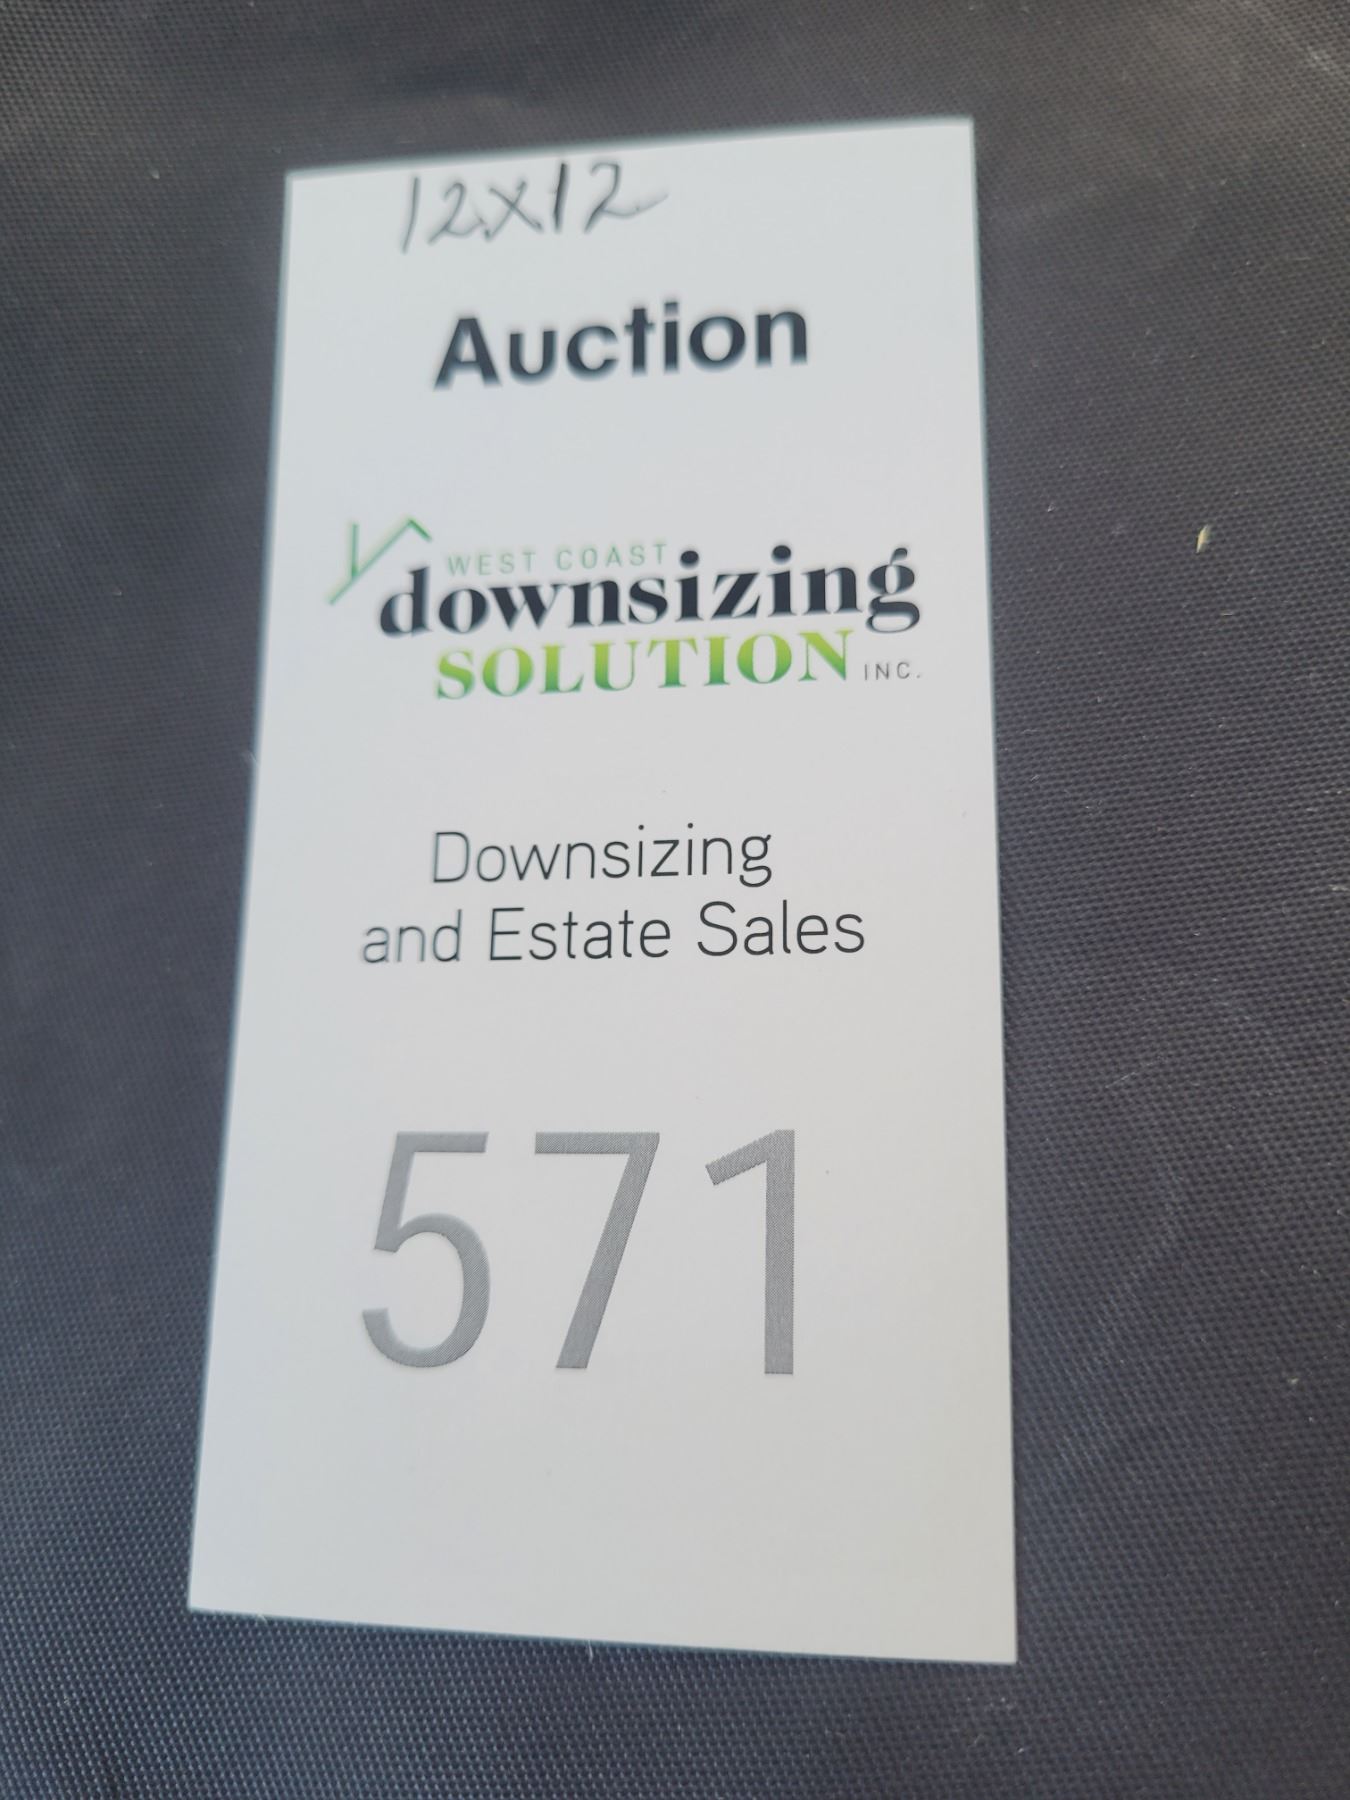 12x12
Auction
WEST COAST
downsizing
SOLUTION INC.
Downsizing
and Estate Sales
571